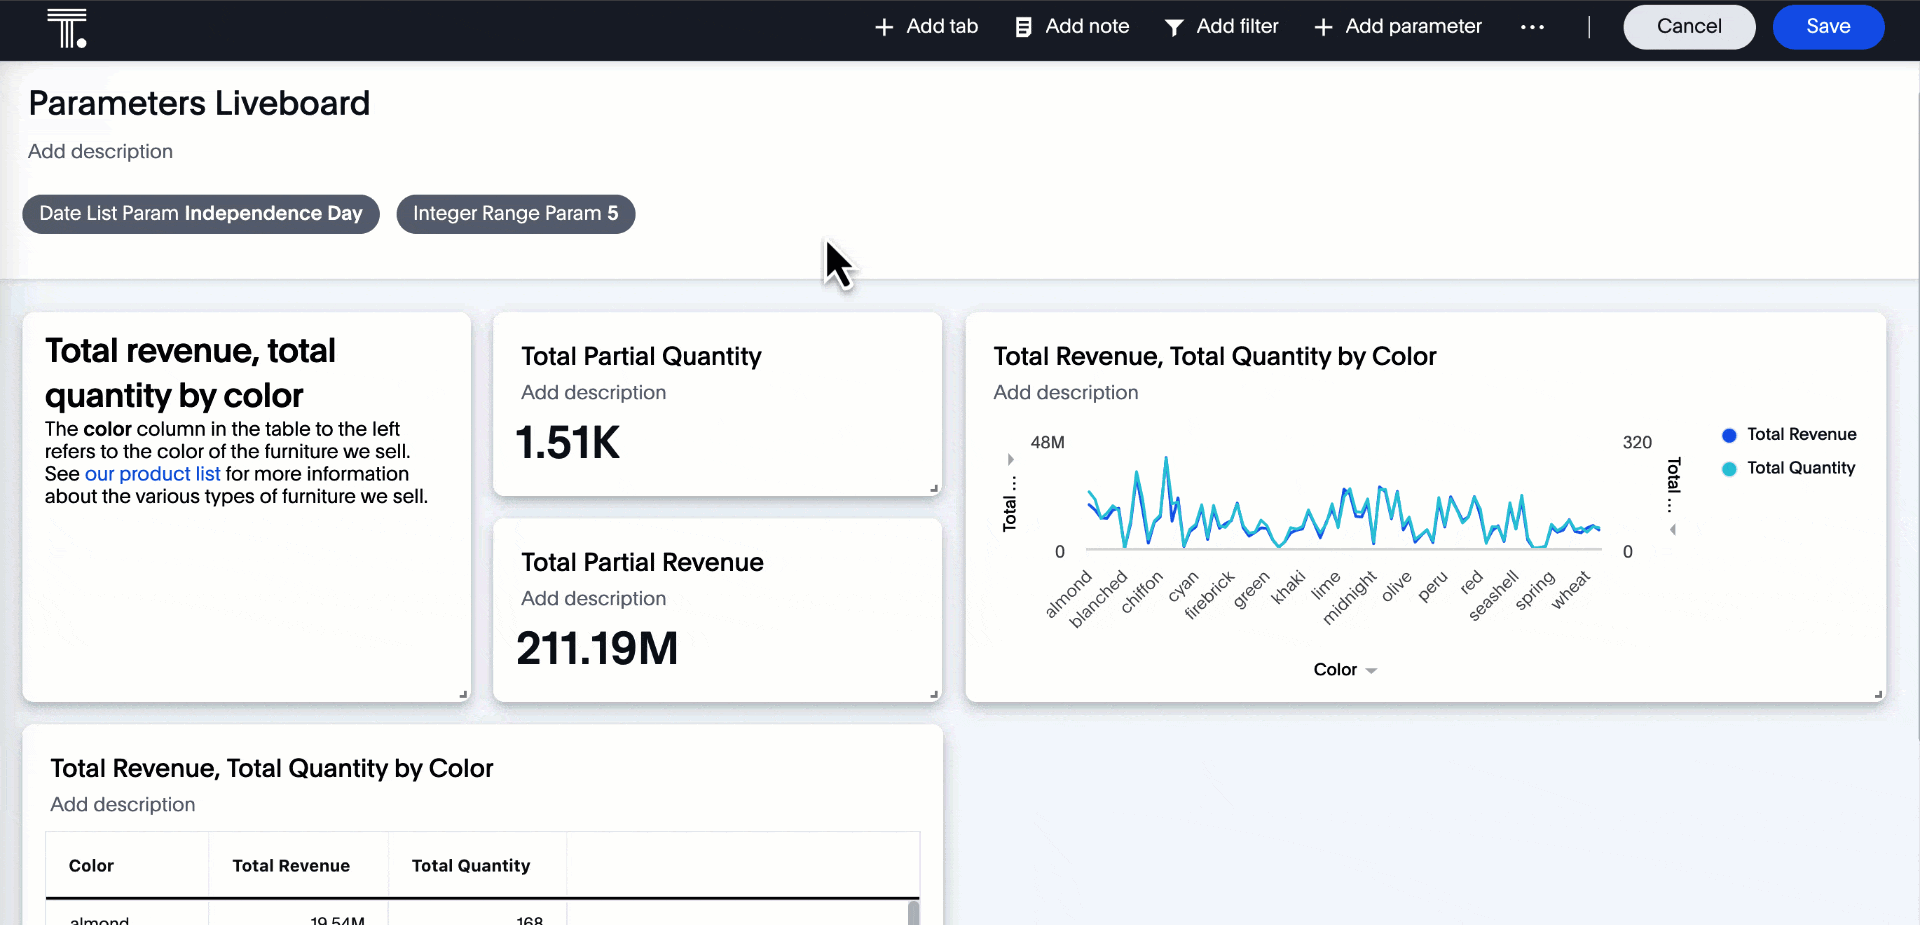 T.
Add tab
Add note
Add filter
Add parameter
Cancel
Save
Parameters Liveboard
Add description
Date List Param Independence Day
Integer Range Param 5
Total revenue, total
quantity by color
The color column in the table to the left
refers to the color of the furniture we sell.
See our product list for more information
about the various types of furniture we sell.
Total Partial Quantity
Add description
1.51K
Total Partial Revenue
Add description
211.19M
Total Revenue, Total Quantity by Color
Add description
48M
0
Total ...
320
0
Total ...
Total Revenue
Total Quantity
almond
blanched
chiffon
cyan
firebrick
green
khaki
lime
midnight
olive
peru
red
seashell
spring
wheat
Color
Total Revenue, Total Quantity by Color
Add description
Color Total Revenue Total Quantity
almond 19.54M 168